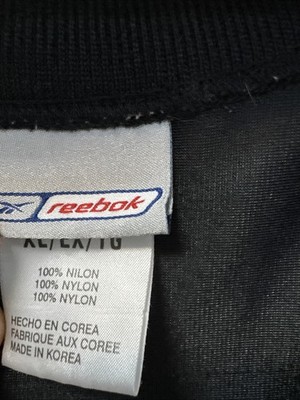 reebok
XL/EX/TG
100% NILON
100% NYLON
100% NYLON
HECHO EN COREA
FABRIQUE AUX COREE
MADE IN KOREA